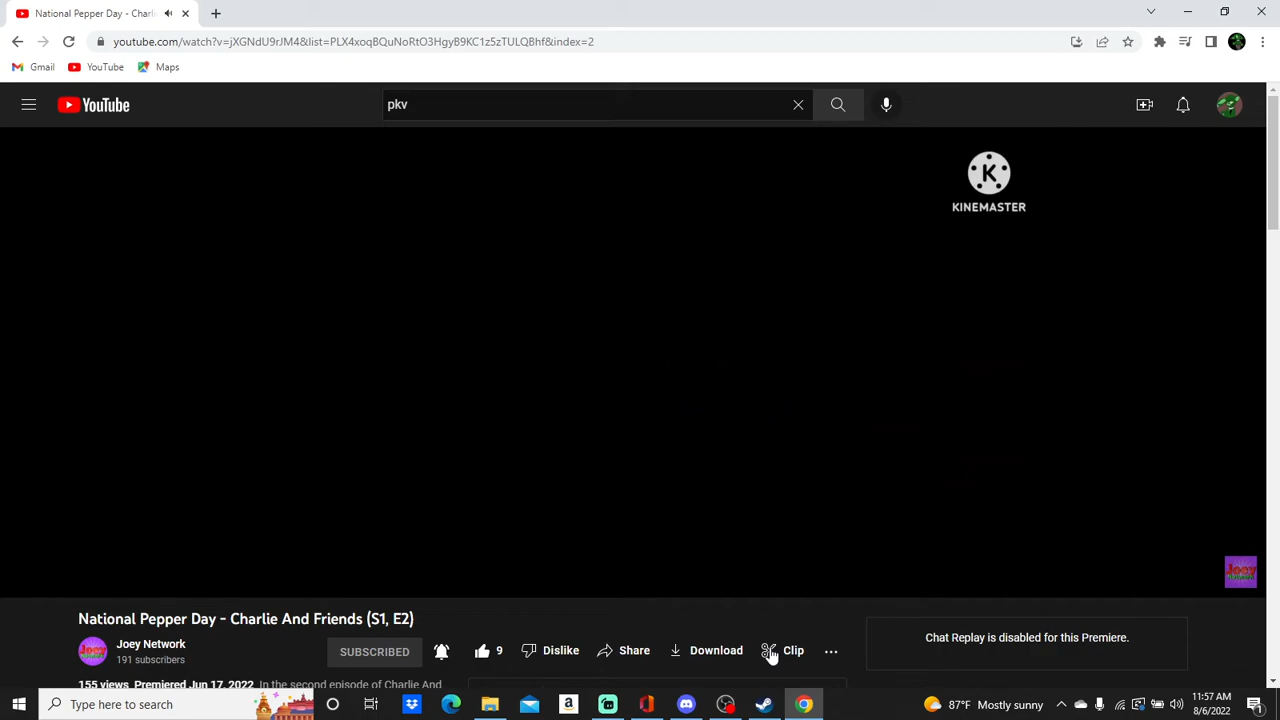 National Pepper Day - Charli
youtube.com/watch?v=jXGNdU9rJM4&list=PLX4xoqBQuNoRtO3HgyB9KC1z5zTULQBhf&index=2
Gmail YouTube Maps
YouTube pkv
K
KINEMASTER
Joey
National Pepper Day - Charlie And Friends (S1, E2)
Chat Replay is disabled for this Premiere.
Joey Network
191 subscribers
SUBSCRIBED 9 Dislike Share Download Clip
155 views Premiered Jun 17, 2022 In the second episode of Charlie And
Type here to search
87°F Mostly sunny
11:57 AM
8/6/2022
1